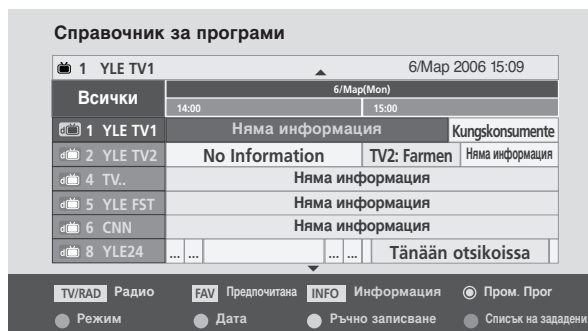 Справочник за програми
1 YLE TV1 6/Мар 2006 15:09
Всички 6/Map(Mon)
14:00 15:00
1 YLE TV1 Няма информация Kungskonsumente
2 YLE TV2 No Information TV2: Farmen Няма информация
4 TV.. Няма информация
5 YLE FST Няма информация
6 CNN Няма информация
8 YLE24 ... ... ... ... Tänään otsikoissa
TV/RAD Радио FAV Предпочитана INFO Информация Пром. Прог
Режим Дата Ръчно записване Списък на зададени